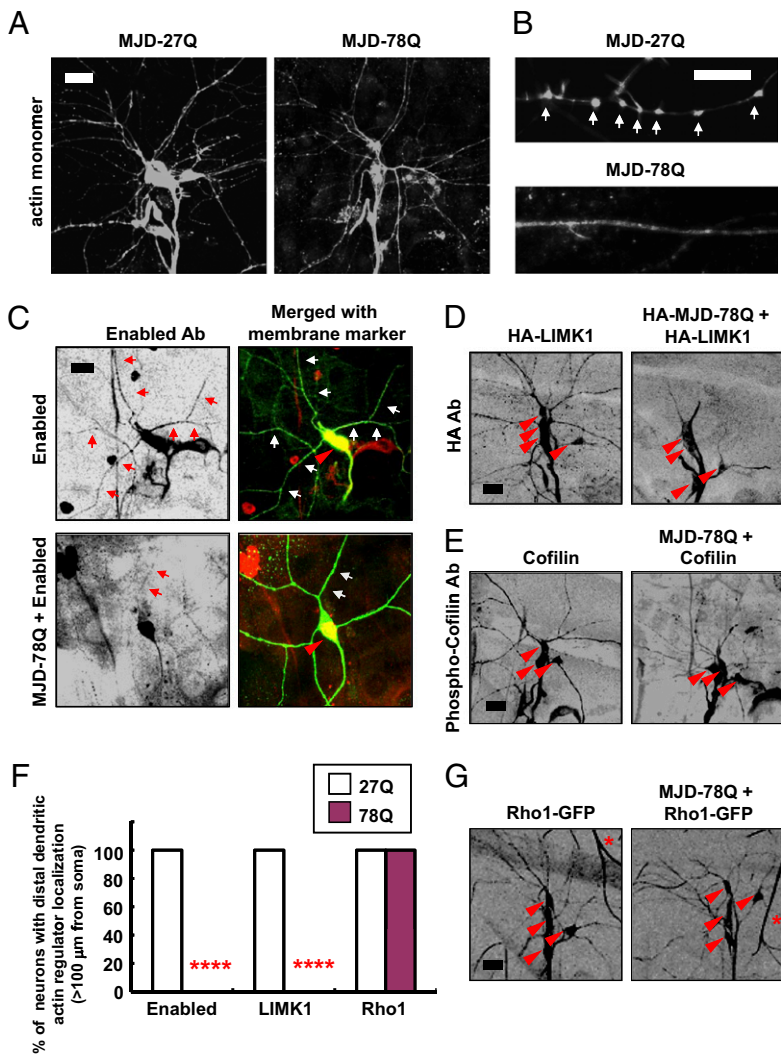 A
MJD-27Q
MJD-78Q
actin monomer
B
MJD-27Q
MJD-78Q
C
Enabled Ab
Merged with
membrane marker
Enabled
MJD-78Q + Enabled
D
HA-LIMK1
HA-MJD-78Q +
HA-LIMK1
HA Ab
E
Cofilin
MJD-78Q +
Cofilin
Phospho-Cofilin Ab
F
27Q
78Q
% of neurons with distal dendritic
actin regulator localization
(>100 µm from soma)
100
80
60
40
20
0
****
****
Enabled
LIMK1
Rho1
G
Rho1-GFP
MJD-78Q +
Rho1-GFP
*
*